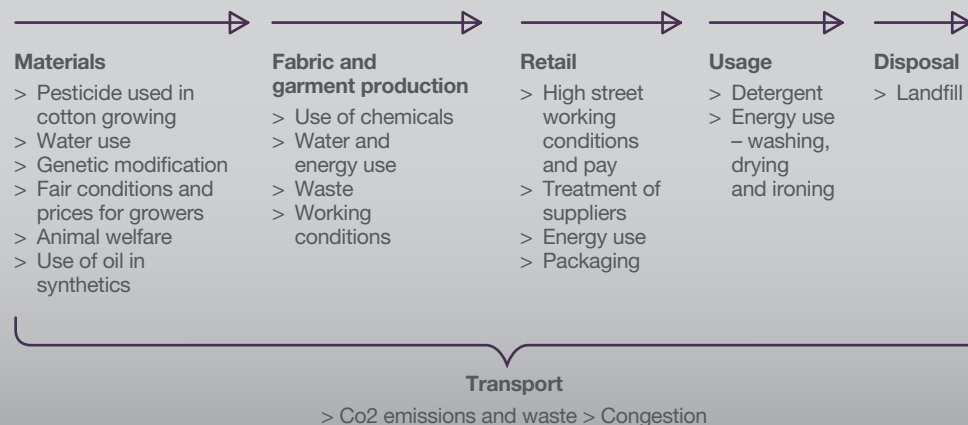 Materials
> Pesticide used in
cotton growing
> Water use
> Genetic modification
> Fair conditions and
prices for growers
> Animal welfare
> Use of oil in
synthetics
Fabric and
garment production
> Use of chemicals
> Water and
energy use
> Waste
> Working
conditions
Retail
> High street
working
conditions
and pay
> Treatment of
suppliers
> Energy use
> Packaging
Usage
> Detergent
> Energy use
– washing,
drying
and ironing
Disposal
> Landfill
Transport
> Co2 emissions and waste > Congestion